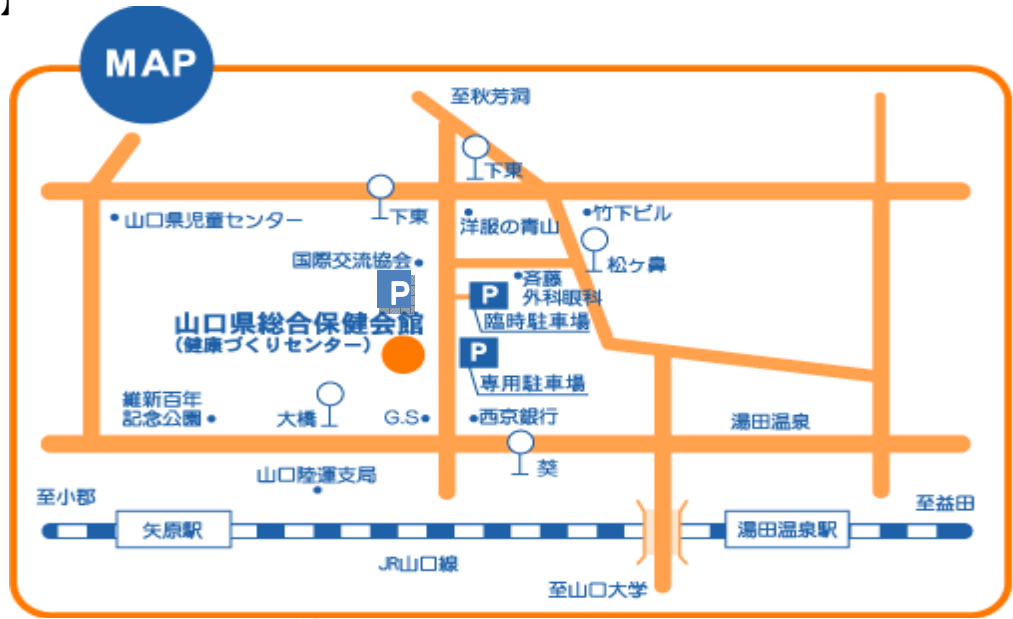 】
MAP
至秋芳洞
下東
下東
山口県児童センター
洋服の青山
竹下ビル
国際交流協会
松ヶ鼻
斉藤
外科眼科
P
P
臨時駐車場
山口県総合保健会館
(健康づくりセンター)
P
専用駐車場
維新百年
記念公園
大橋
G.S
西京銀行
湯田温泉
葵
山口陸運支局
至小郡
至益田
矢原駅
湯田温泉駅
JR山口線
至山口大学